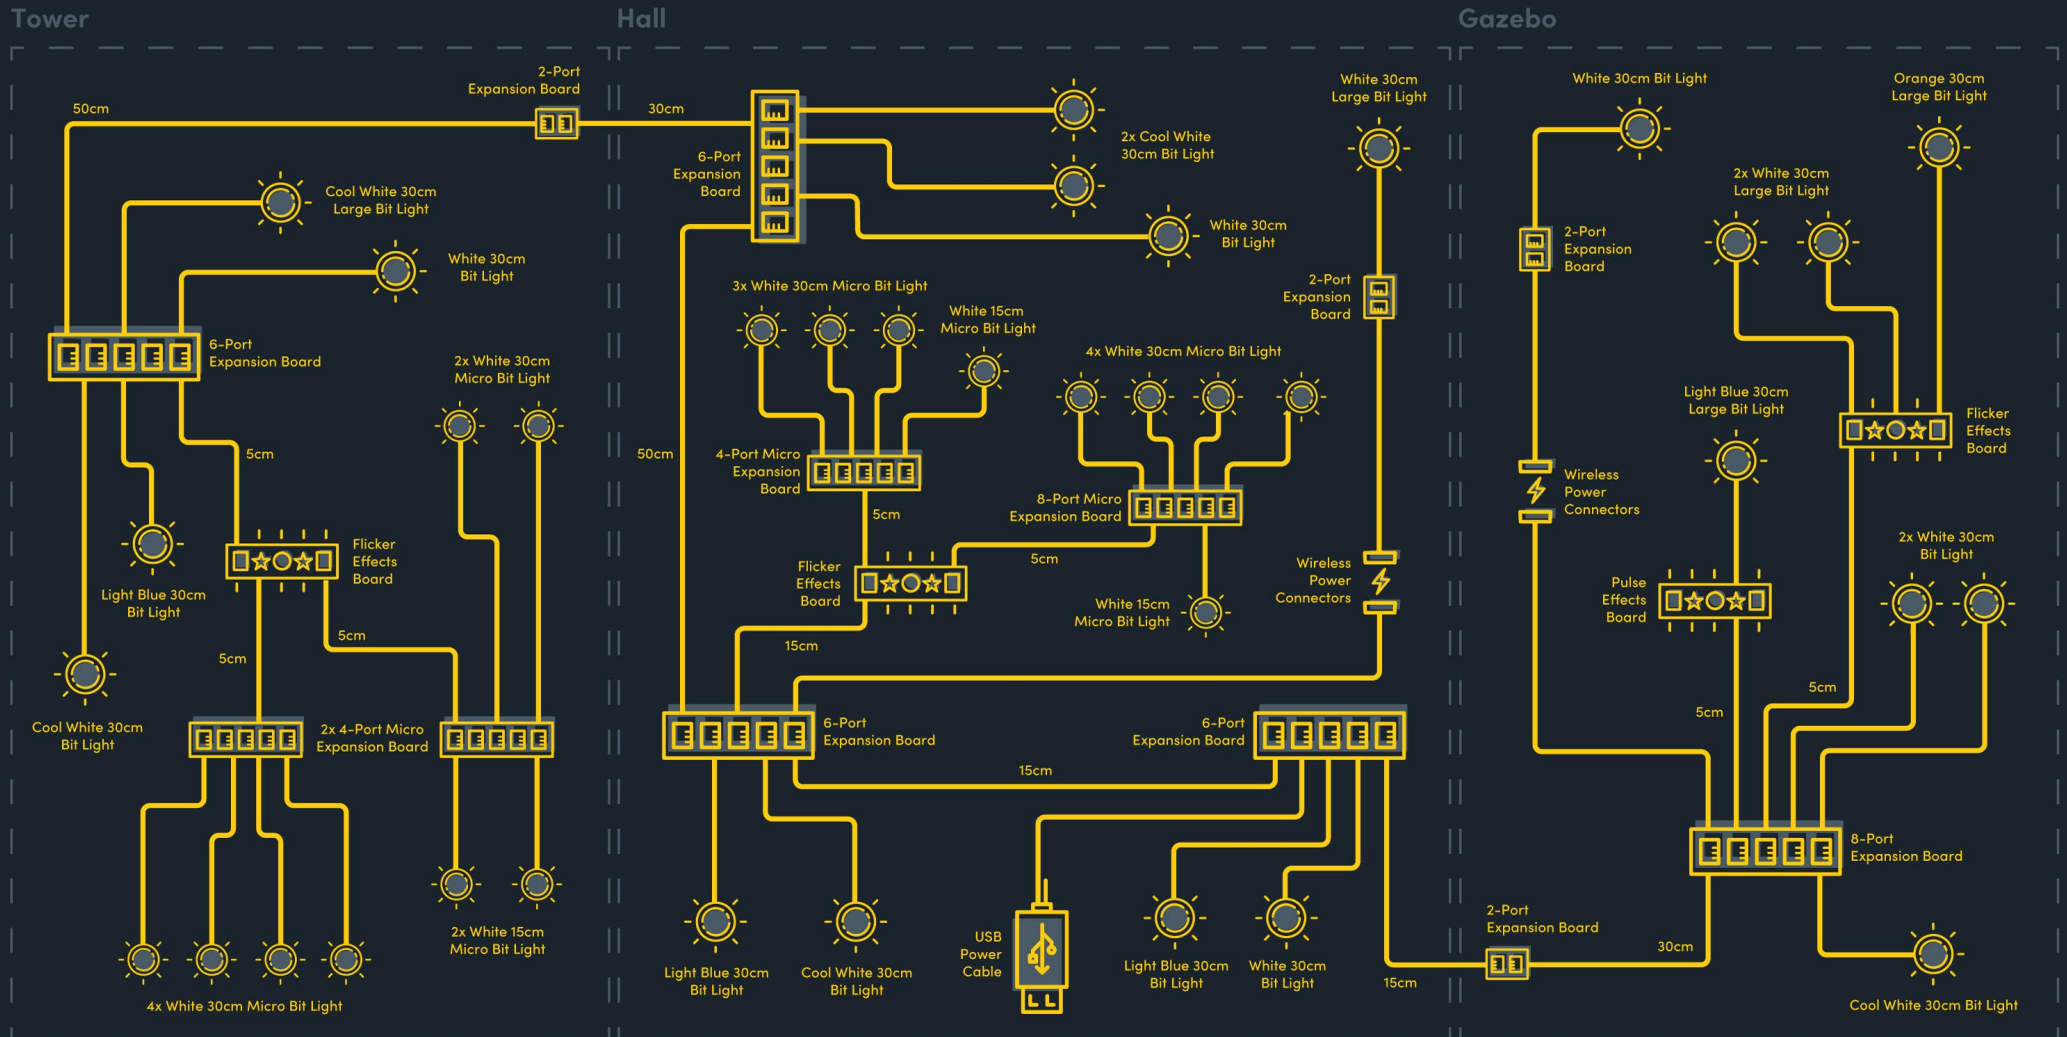 Tower
2-Port
Expansion Board
50cm
Cool White 30cm
Large Bit Light
White 30cm
Bit Light
6-Port
Expansion Board
2x White 30cm
Micro Bit Light
5cm
Flicker
Effects
Board
Light Blue 30cm
Bit Light
5cm
5cm
Cool White 30cm
Bit Light
2x 4-Port Micro
Expansion Board
2x White 15cm
Micro Bit Light
4x White 30cm Micro Bit Light
Hall
30cm
6-Port
Expansion
Board
2x Cool White
30cm Bit Light
White 30cm
Bit Light
White 30cm
Large Bit Light
2-Port
Expansion
Board
3x White 30cm Micro Bit Light
White 15cm
Micro Bit Light
4x White 30cm Micro Bit Light
50cm
4-Port Micro
Expansion
Board
8-Port Micro
Expansion Board
5cm
5cm
Flicker
Effects
Board
White 15cm
Micro Bit Light
Wireless
Power
Connectors
15cm
6-Port
Expansion Board
6-Port
Expansion Board
15cm
Light Blue 30cm
Bit Light
Cool White 30cm
Bit Light
USB
Power
Cable
Light Blue 30cm
Bit Light
White 30cm
Bit Light
15cm
Gazebo
White 30cm Bit Light
Orange 30cm
Large Bit Light
2x White 30cm
Large Bit Light
2-Port
Expansion
Board
Light Blue 30cm
Large Bit Light
Flicker
Effects
Board
Wireless
Power
Connectors
2x White 30cm
Bit Light
Pulse
Effects
Board
5cm
5cm
8-Port
Expansion Board
2-Port
Expansion Board
30cm
Cool White 30cm Bit Light